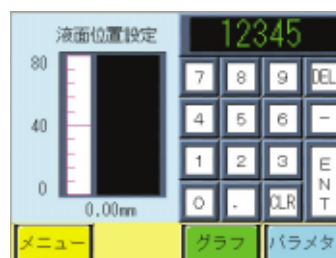 液面位置設定
12345
80
40
0
0.00mm
7 8 9 DEL
4 5 6 −
1 2 3 ENT
0 . CLR
メニュー グラフ パラメタ